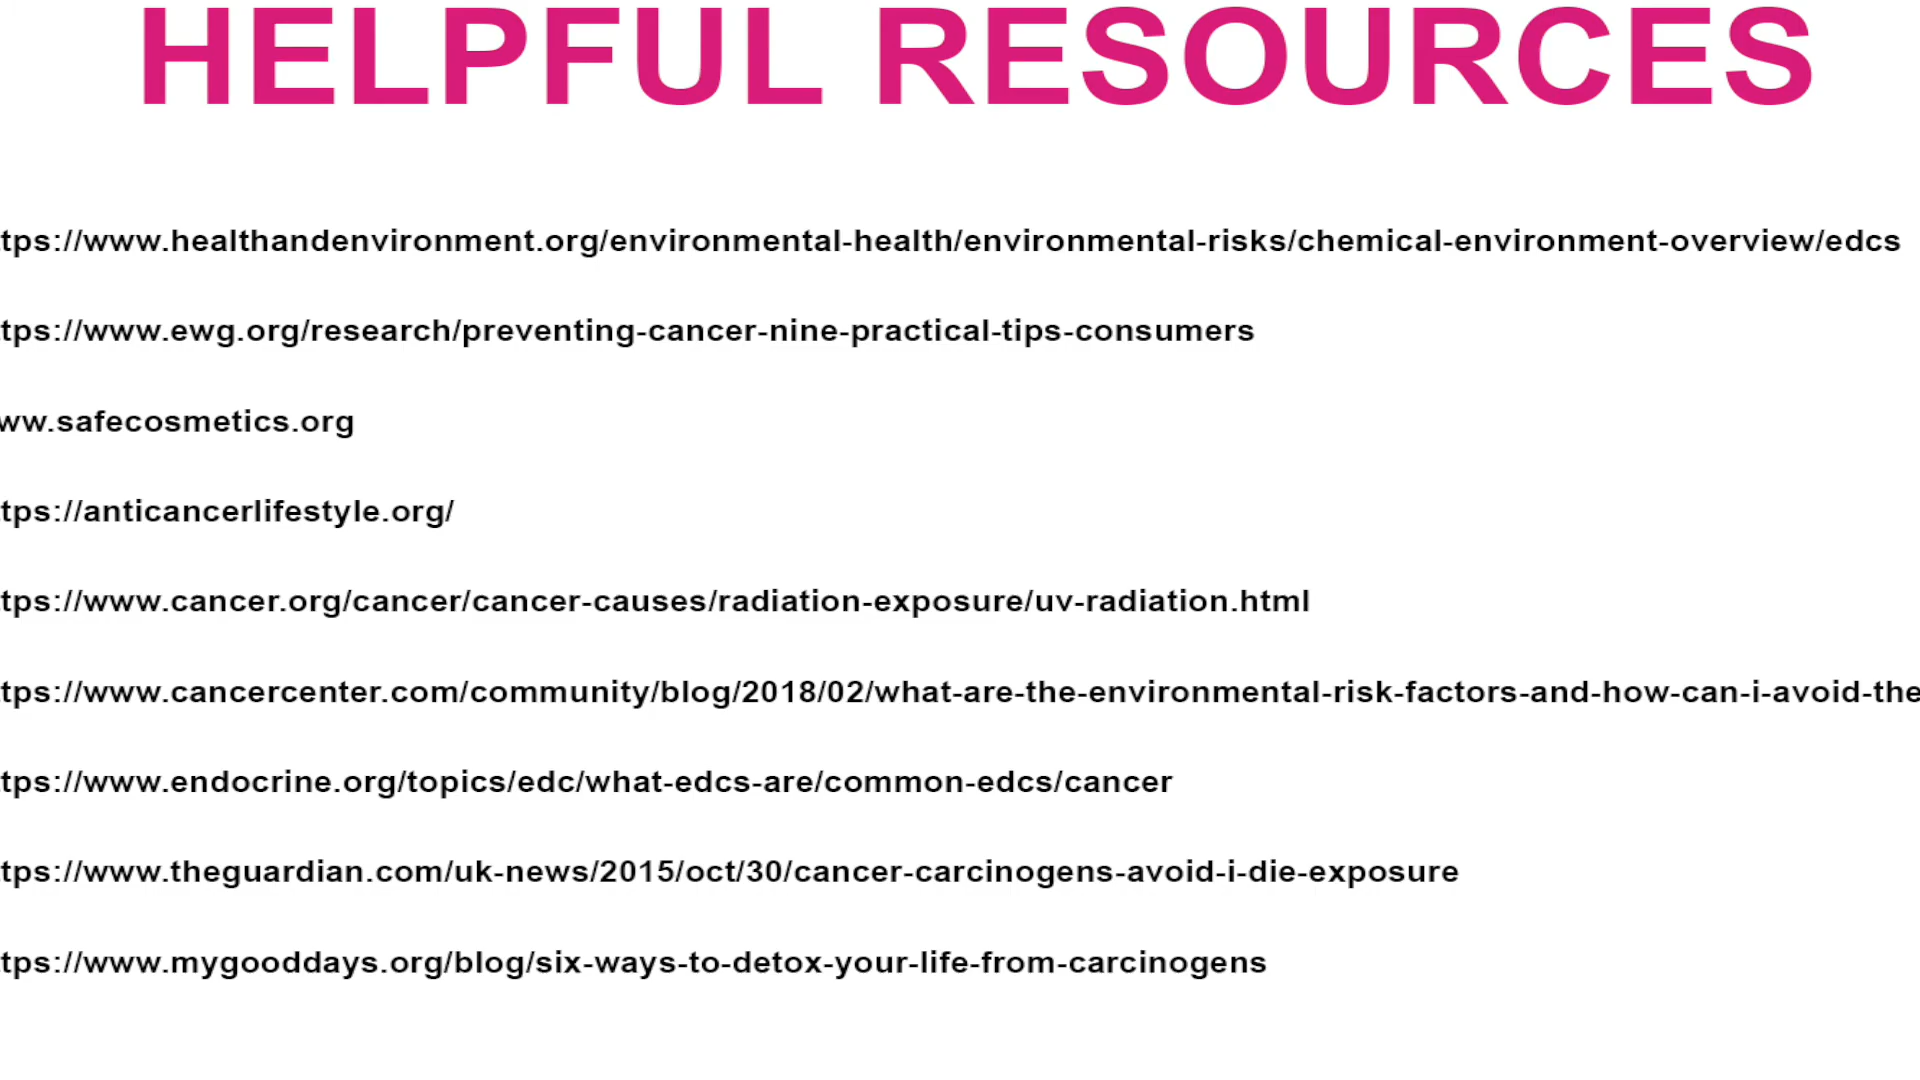 HELPFUL RESOURCES
tps://www.healthandenvironment.org/environmental-health/environmental-risks/chemical-environment-overview/edcs
tps://www.ewg.org/research/preventing-cancer-nine-practical-tips-consumers
ww.safecosmetics.org
tps://anticancerlifestyle.org/
tps://www.cancer.org/cancer/cancer-causes/radiation-exposure/uv-radiation.html
tps://www.cancercenter.com/community/blog/2018/02/what-are-the-environmental-risk-factors-and-how-can-i-avoid-the
tps://www.endocrine.org/topics/edc/what-edcs-are/common-edcs/cancer
tps://www.theguardian.com/uk-news/2015/oct/30/cancer-carcinogens-avoid-i-die-exposure
tps://www.mygooddays.org/blog/six-ways-to-detox-your-life-from-carcinogens